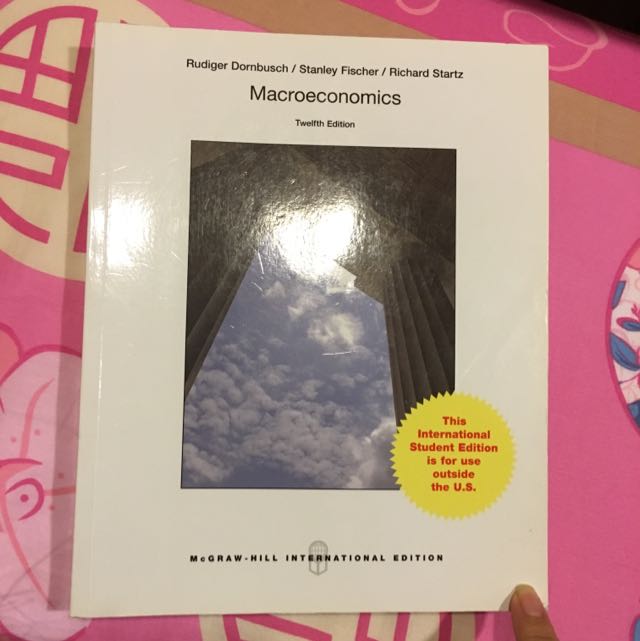 Rudiger Dornbusch / Stanley Fischer / Richard Startz
Macroeconomics
Twelfth Edition
This
International
Student Edition
is for use
outside
the U.S.
McGRAW-HILL INTERNATIONAL EDITION